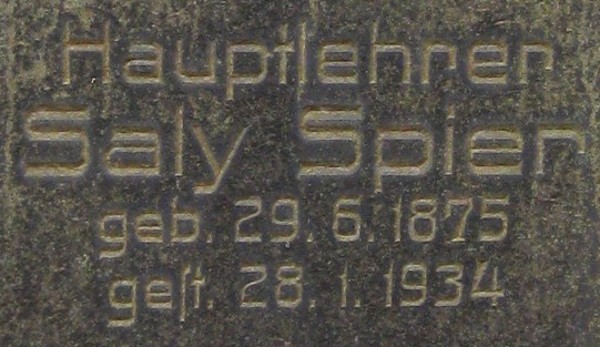 Hauptlehrer
Saly Spier
geb. 29. 6. 1875
geſt. 28. 1. 1934